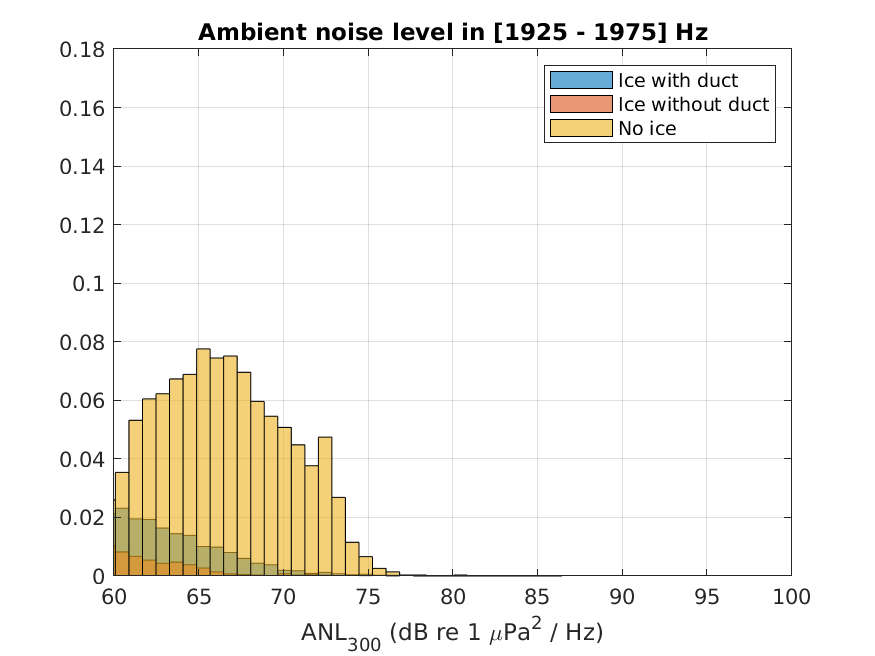 Ambient noise level in [1925 - 1975] Hz
0.18
0.16
0.14
0.12
0.1
0.08
0.06
0.04
0.02
0
Ice with duct
Ice without duct
No ice
60 65 70 75 80 85 90 95 100
ANL300 (dB re 1 μPa2 / Hz)